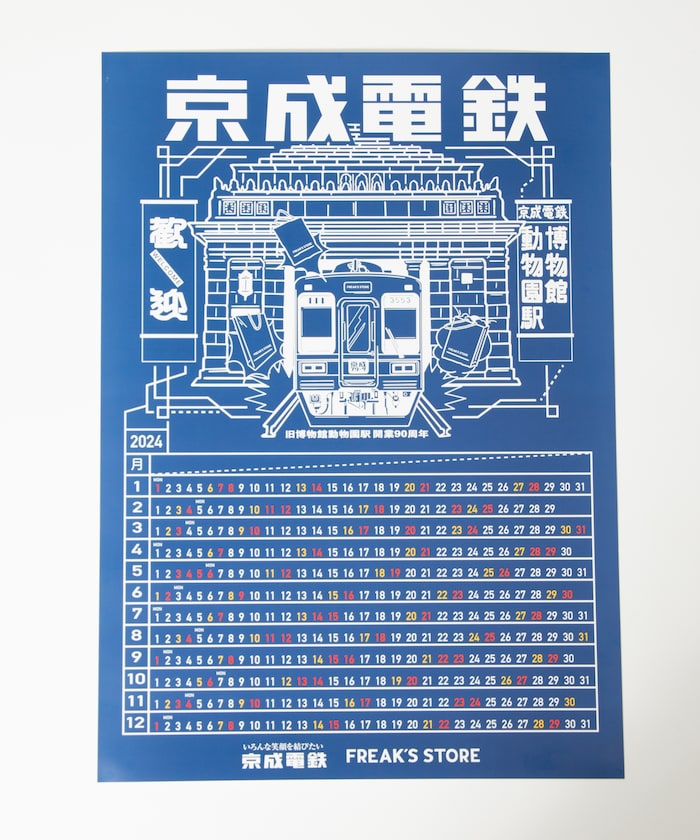 京成電鉄
歓迎
WELCOME
京成電鉄
博物館
動物園駅
FREAK'S STORE
3553
京成
旧博物館動物園駅 開業90周年
2024
月
MON
1 1 2 3 4 5 6 7 8 9 10 11 12 13 14 15 16 17 18 19 20 21 22 23 24 25 26 27 28 29 30 31
MON
2 1 2 3 4 5 6 7 8 9 10 11 12 13 14 15 16 17 18 19 20 21 22 23 24 25 26 27 28 29
MON
3 1 2 3 4 5 6 7 8 9 10 11 12 13 14 15 16 17 18 19 20 21 22 23 24 25 26 27 28 29 30 31
MON
4 1 2 3 4 5 6 7 8 9 10 11 12 13 14 15 16 17 18 19 20 21 22 23 24 25 26 27 28 29 30
MON
5 1 2 3 4 5 6 7 8 9 10 11 12 13 14 15 16 17 18 19 20 21 22 23 24 25 26 27 28 29 30 31
MON
6 1 2 3 4 5 6 7 8 9 10 11 12 13 14 15 16 17 18 19 20 21 22 23 24 25 26 27 28 29 30
MON
7 1 2 3 4 5 6 7 8 9 10 11 12 13 14 15 16 17 18 19 20 21 22 23 24 25 26 27 28 29 30 31
MON
8 1 2 3 4 5 6 7 8 9 10 11 12 13 14 15 16 17 18 19 20 21 22 23 24 25 26 27 28 29 30 31
MON
9 1 2 3 4 5 6 7 8 9 10 11 12 13 14 15 16 17 18 19 20 21 22 23 24 25 26 27 28 29 30
MON
10 1 2 3 4 5 6 7 8 9 10 11 12 13 14 15 16 17 18 19 20 21 22 23 24 25 26 27 28 29 30 31
MON
11 1 2 3 4 5 6 7 8 9 10 11 12 13 14 15 16 17 18 19 20 21 22 23 24 25 26 27 28 29 30
MON
12 1 2 3 4 5 6 7 8 9 10 11 12 13 14 15 16 17 18 19 20 21 22 23 24 25 26 27 28 29 30 31
いろんな笑顔を結びたい
京成電鉄 FREAK'S STORE